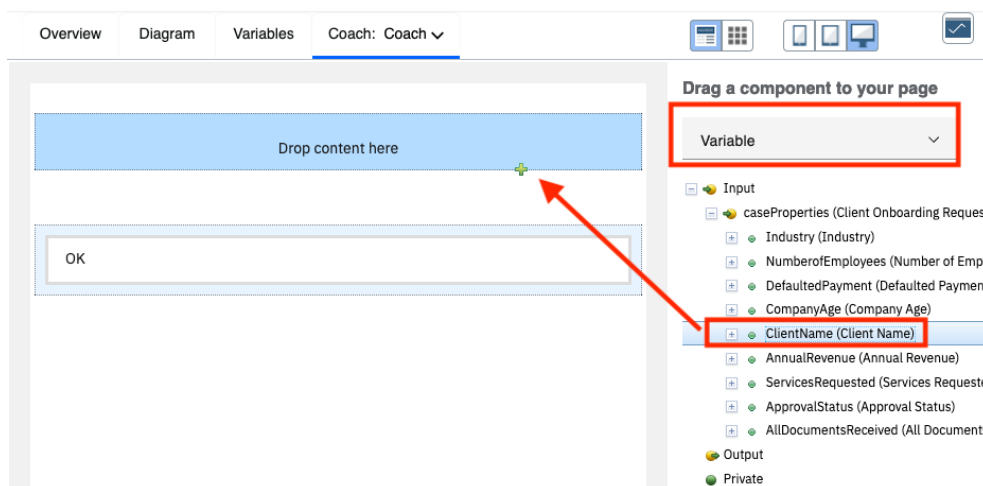 Overview Diagram Variables Coach: Coach
Drag a component to your page
Variable
Drop content here
OK
Input
caseProperties (Client Onboarding Reques
Industry (Industry)
NumberofEmployees (Number of Emp
DefaultedPayment (Defaulted Paymen
CompanyAge (Company Age)
ClientName (Client Name)
AnnualRevenue (Annual Revenue)
ServicesRequested (Services Requeste
ApprovalStatus (Approval Status)
AllDocumentsReceived (All Document
Output
Private